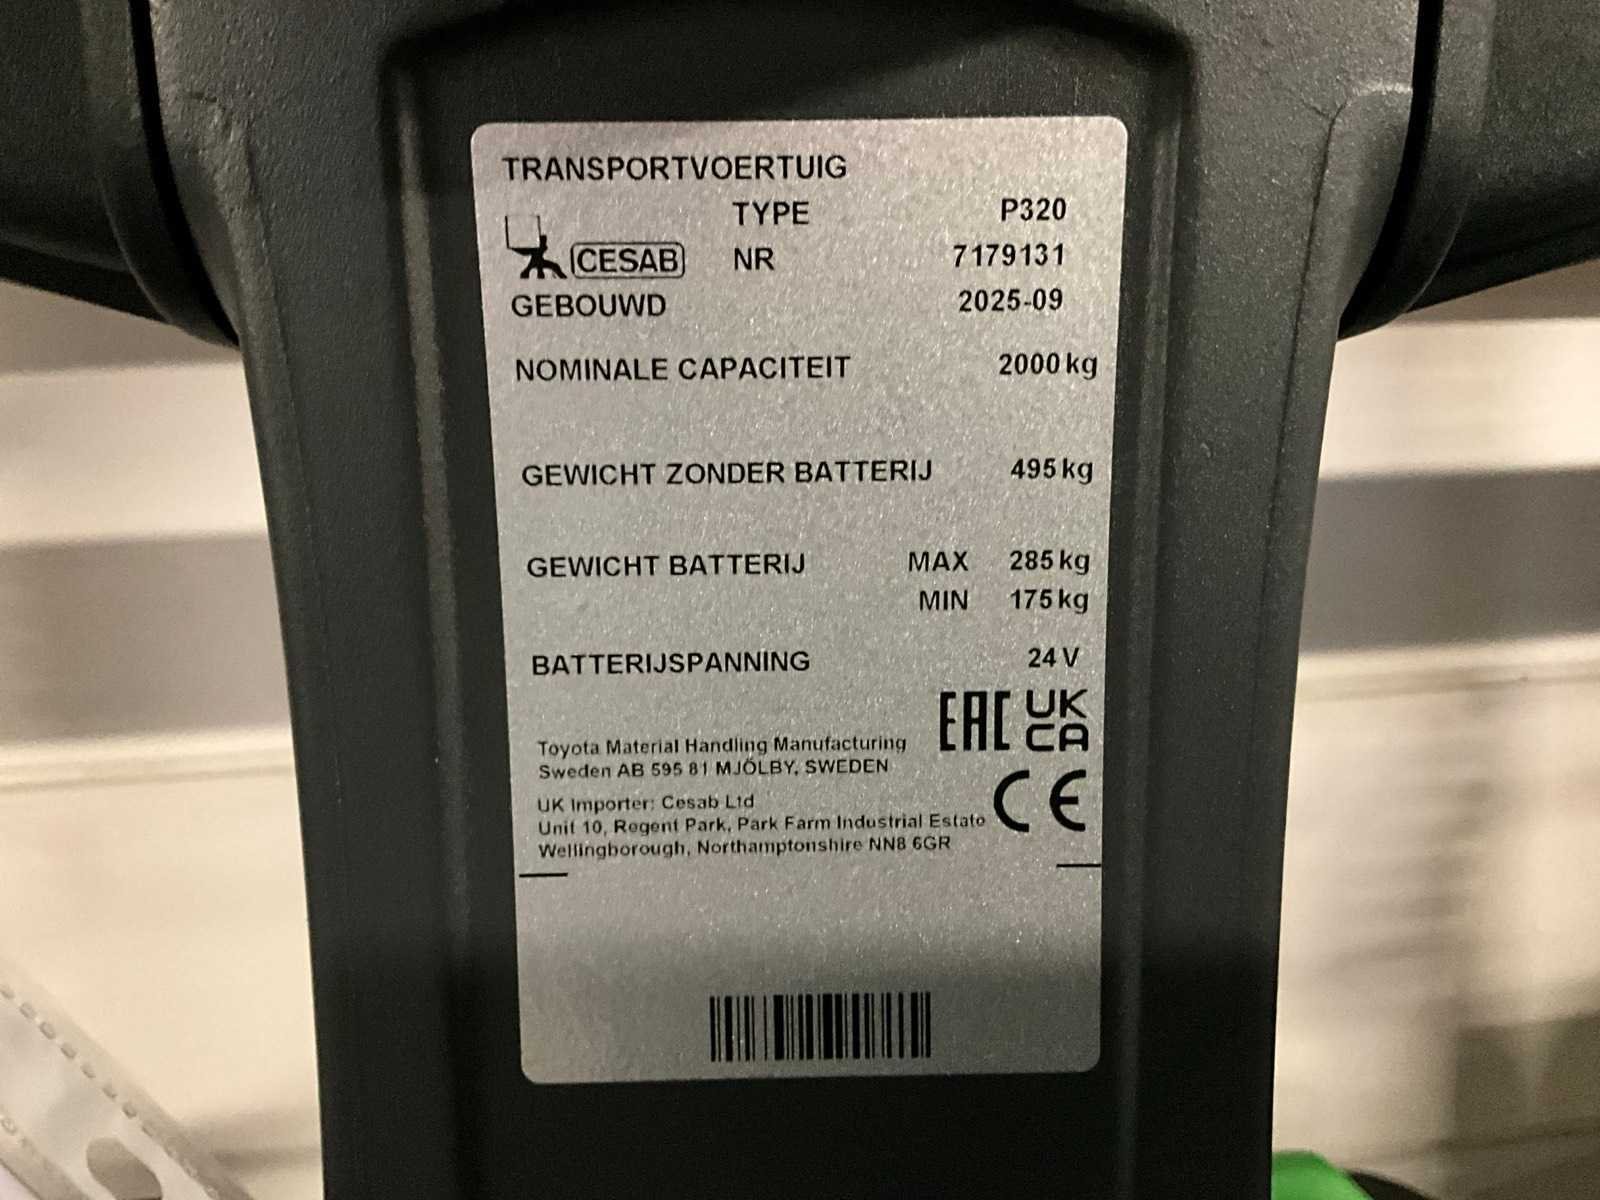 TRANSPORTVOERTUIG
TYPE P320
CESAB NR 7179131
GEBOUWD 2025-09
NOMINALE CAPACITEIT 2000 kg
GEWICHT ZONDER BATTERIJ 495 kg
GEWICHT BATTERIJ MAX 285 kg
MIN 175 kg
BATTERIJSPANNING 24 V
EAC UK
CA
Toyota Material Handling Manufacturing
Sweden AB 595 81 MJÖLBY, SWEDEN
CE
UK Importer: Cesab Ltd
Unit 10, Regent Park, Park Farm Industrial Estate
Wellingborough, Northamptonshire NN8 6GR